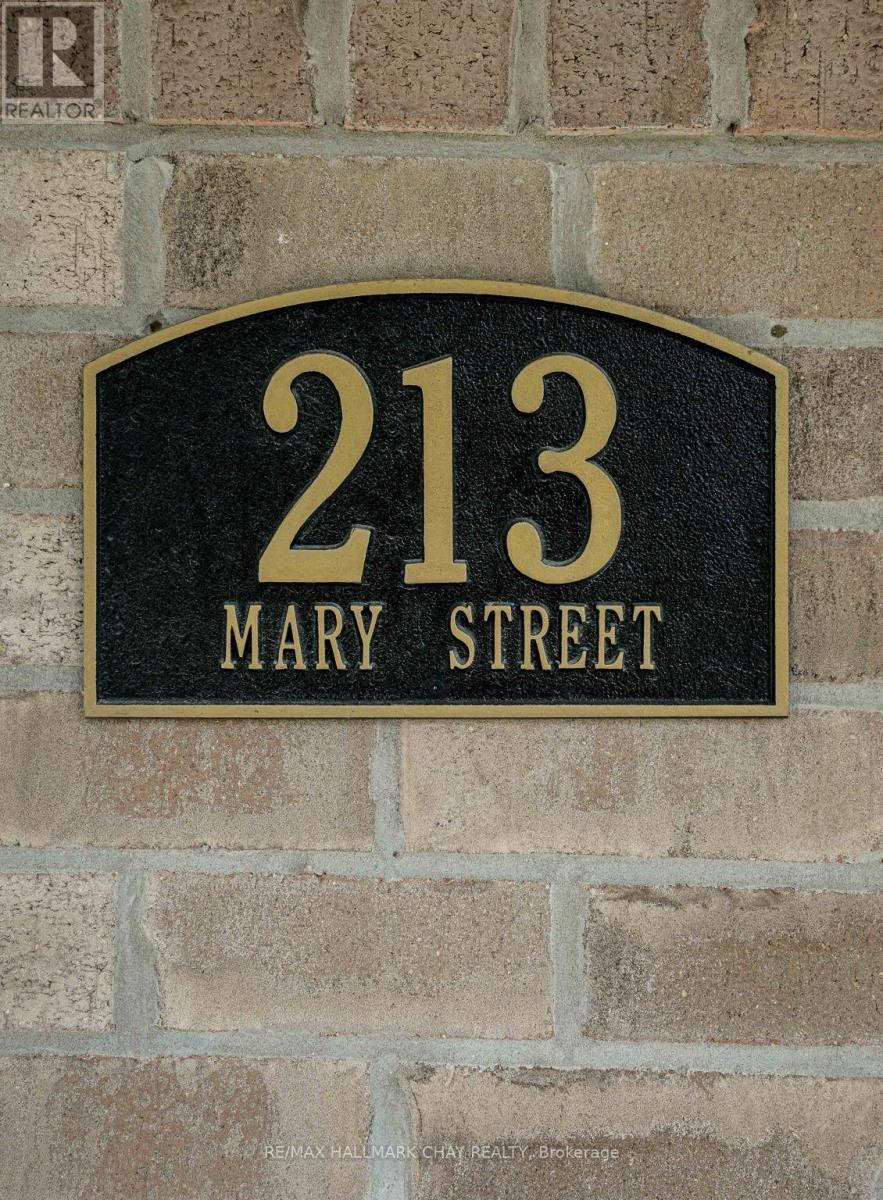 R
REALTOR
213
MARY STREET
RE/MAX HALLMARK CHAY REALTY, Brokerage